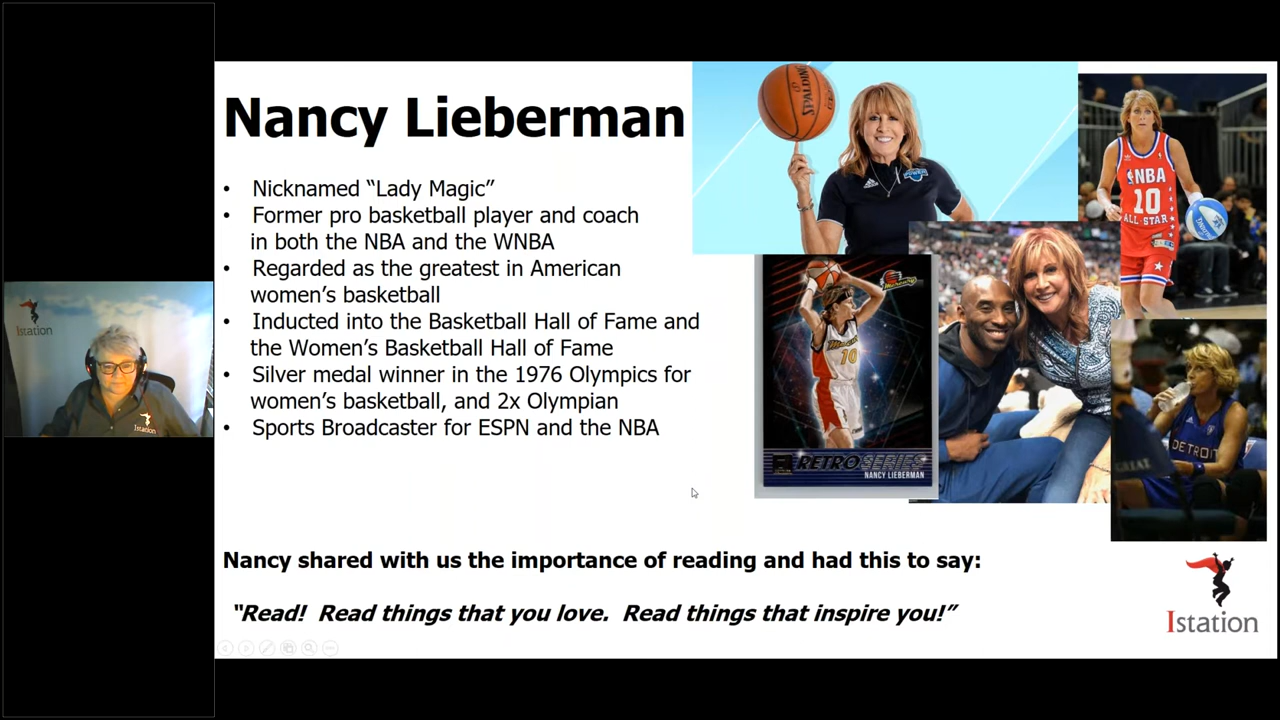 Nancy Lieberman
• Nicknamed “Lady Magic”
• Former pro basketball player and coach
in both the NBA and the WNBA
• Regarded as the greatest in American
women’s basketball
• Inducted into the Basketball Hall of Fame and
the Women’s Basketball Hall of Fame
• Silver medal winner in the 1976 Olympics for
women’s basketball, and 2x Olympian
• Sports Broadcaster for ESPN and the NBA
Nancy shared with us the importance of reading and had this to say:
“Read! Read things that you love. Read things that inspire you!”
Istation
SPALDING
adidas
POWER
NBA
10
ALL STAR
Mercury
10
RETRO SERIES
NANCY LIEBERMAN
DETROIT
Istation
Istation